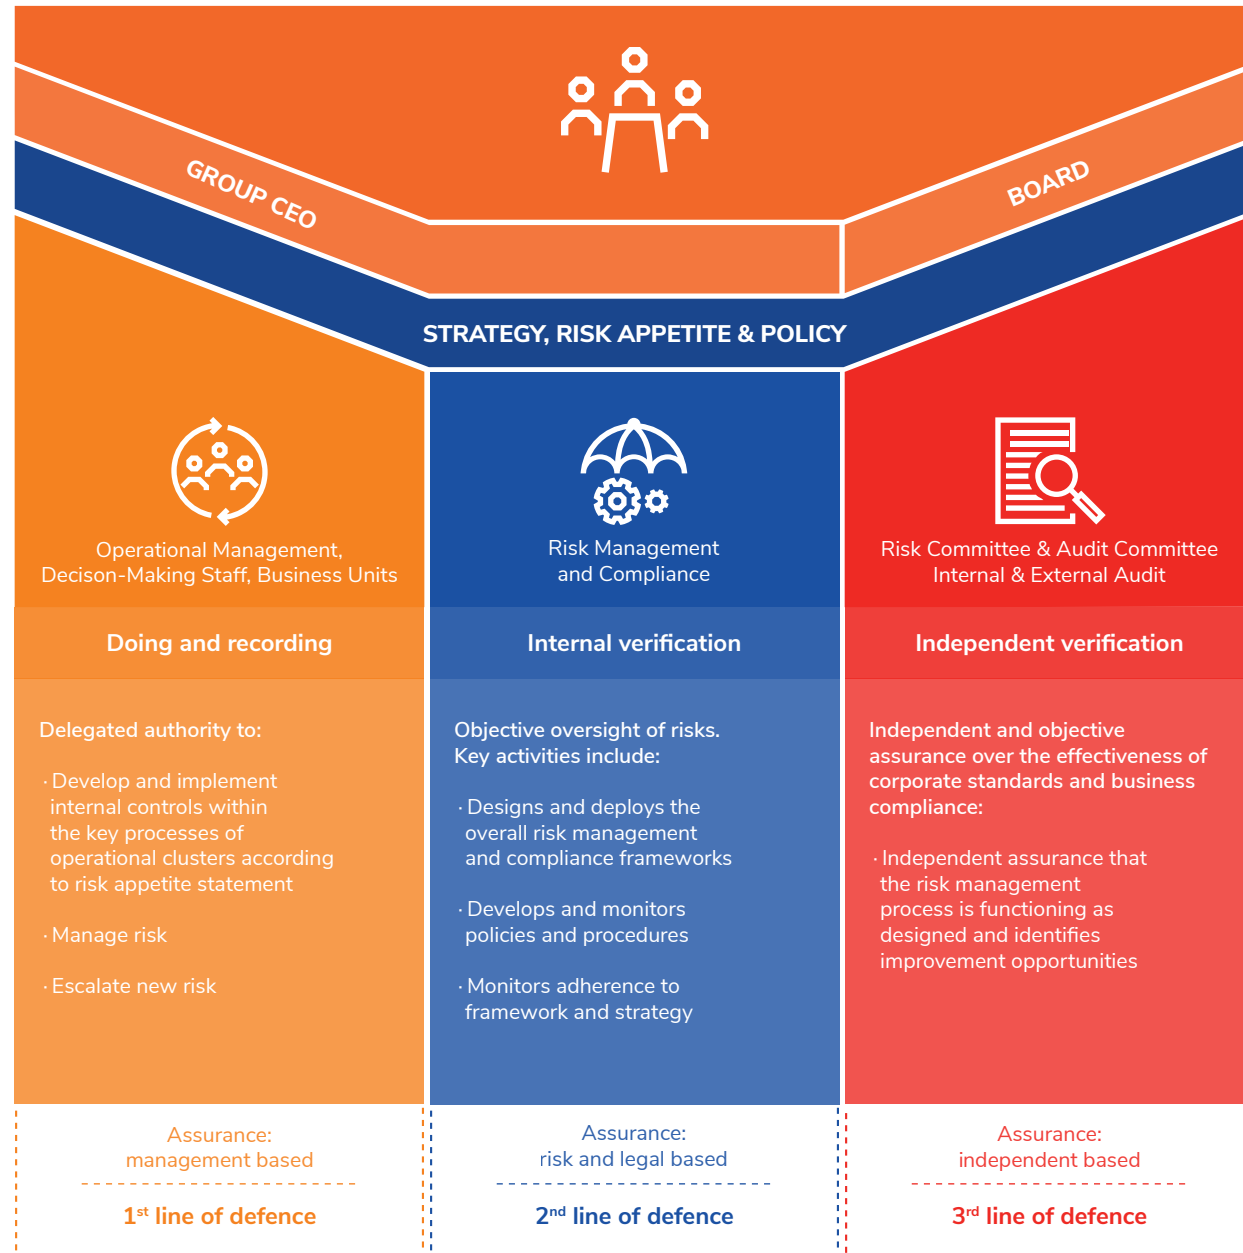 GROUP CEO
BOARD
STRATEGY, RISK APPETITE & POLICY
Operational Management,
Decison-Making Staff, Business Units
Doing and recording
Delegated authority to:
· Develop and implement
internal controls within
the key processes of
operational clusters according
to risk appetite statement
· Manage risk
· Escalate new risk
Assurance:
management based
1st line of defence
Risk Management
and Compliance
Internal verification
Objective oversight of risks.
Key activities include:
· Designs and deploys the
overall risk management
and compliance frameworks
· Develops and monitors
policies and procedures
· Monitors adherence to
framework and strategy
Assurance:
risk and legal based
2nd line of defence
Risk Committee & Audit Committee
Internal & External Audit
Independent verification
Independent and objective
assurance over the effectiveness of
corporate standards and business
compliance:
· Independent assurance that
the risk management
process is functioning as
designed and identifies
improvement opportunities
Assurance:
independent based
3rd line of defence